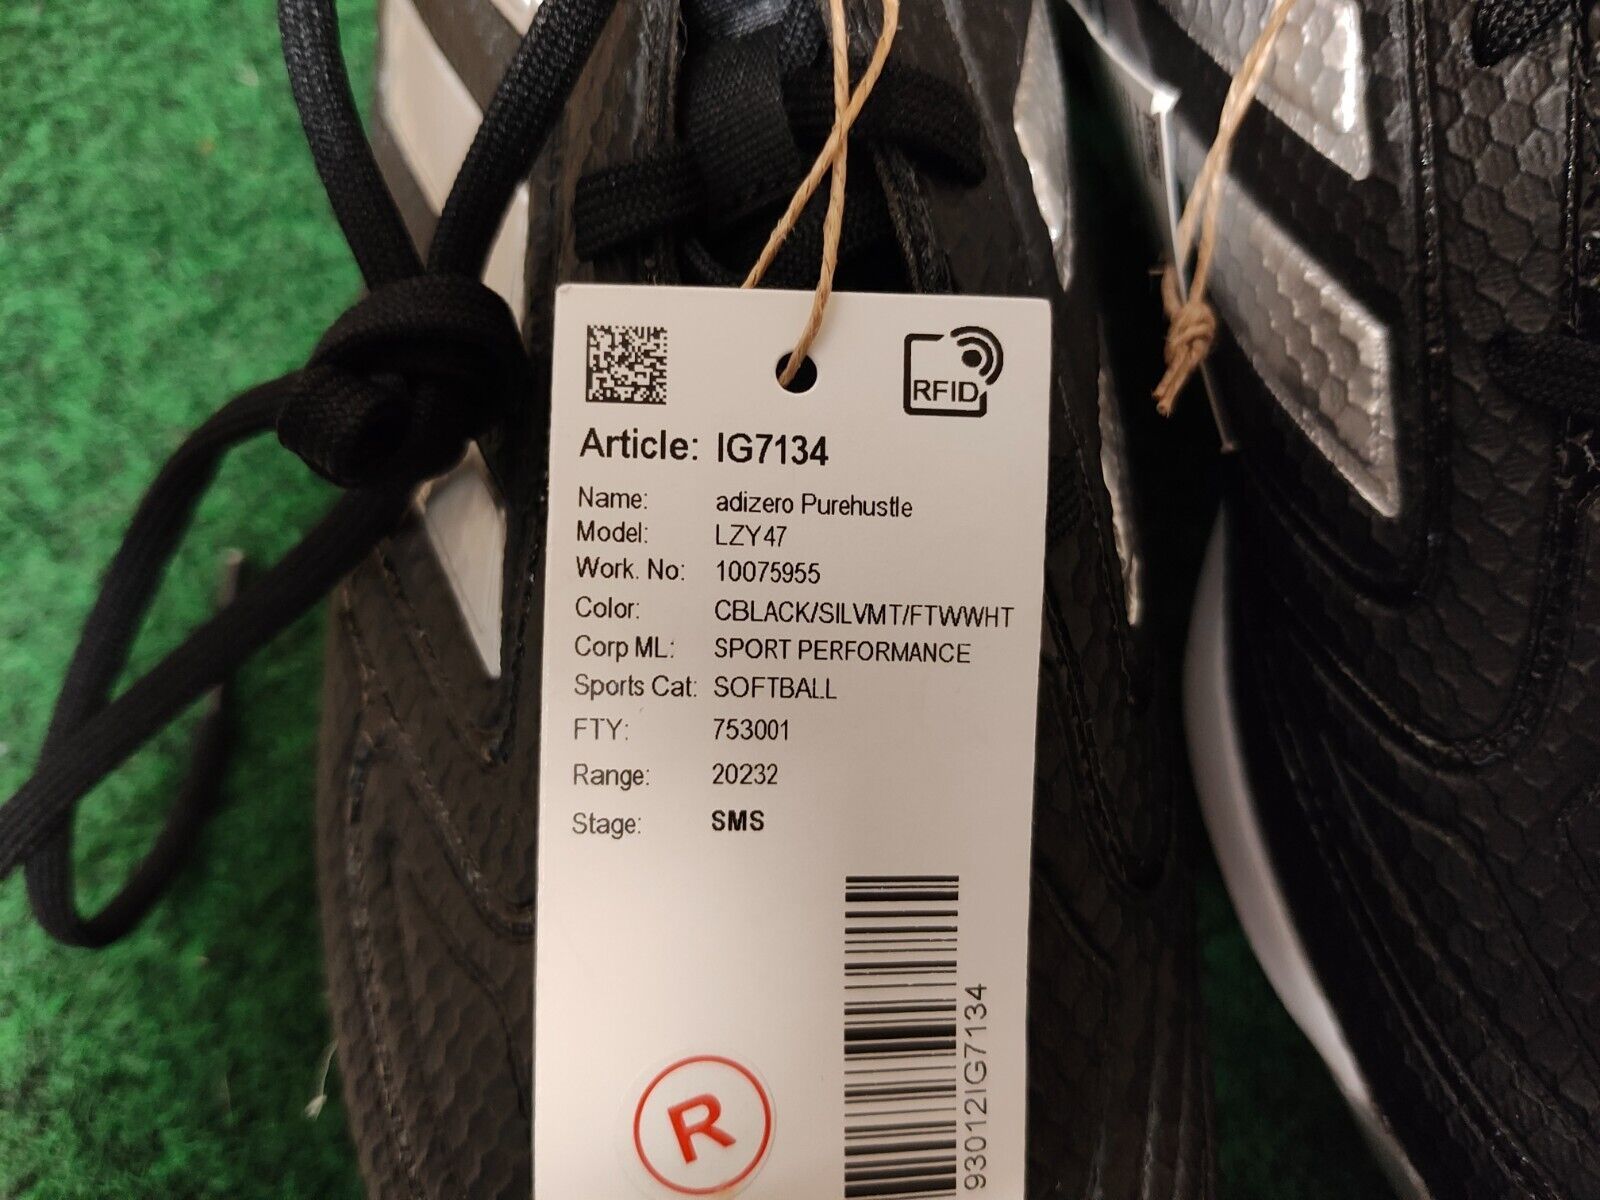 RFID
Article: IG7134
Name: adizero Purehustle
Model: LZY47
Work. No: 10075955
Color: CBLACK/SILVMT/FTWWHT
Corp ML: SPORT PERFORMANCE
Sports Cat: SOFTBALL
FTY: 753001
Range: 20232
Stage: SMS
93012IG7134
R